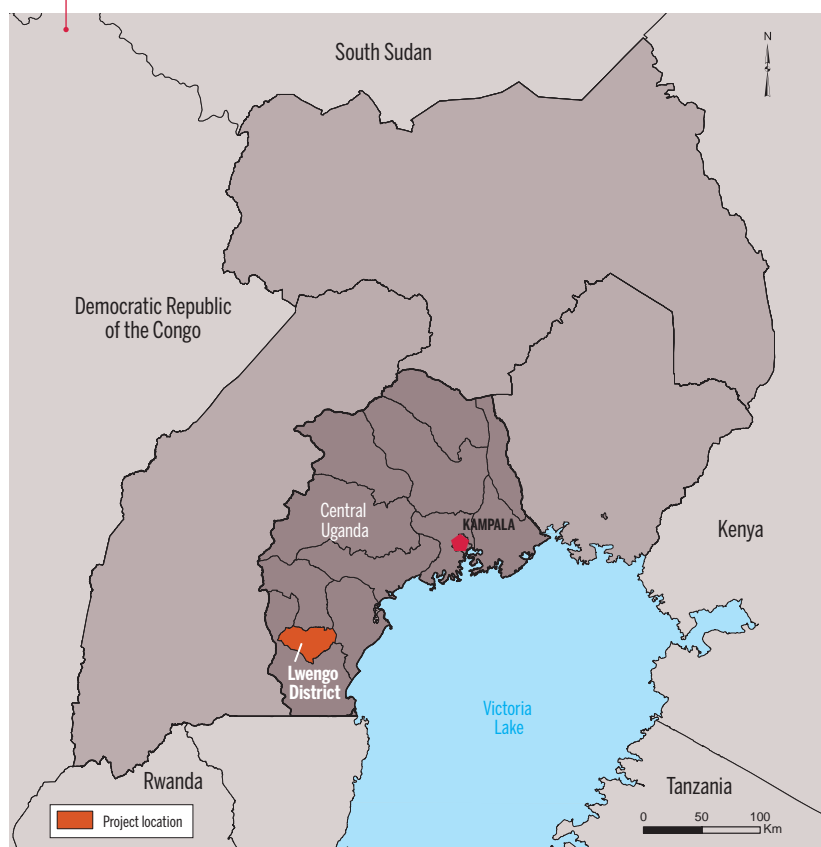 South Sudan
N
Democratic Republic
of the Congo
Central
Uganda
KAMPALA
Kenya
Lwengo
District
Victoria
Lake
Rwanda
Tanzania
Project location
0 50 100
Km